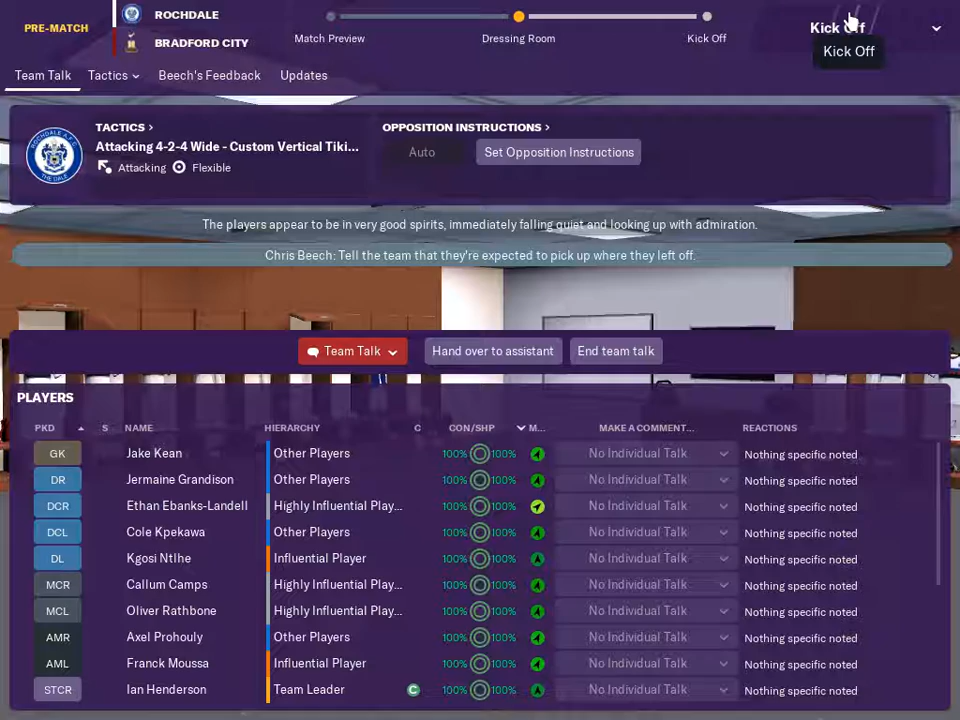 PRE-MATCH
ROCHDALE
BRADFORD CITY
Match Preview
Dressing Room
Kick Off
Kick Off
Kick Off
Team Talk
Tactics
Beech's Feedback
Updates
TACTICS >
Attacking 4-2-4 Wide - Custom Vertical Tiki...
Attacking
Flexible
OPPOSITION INSTRUCTIONS >
Auto
Set Opposition Instructions
The players appear to be in very good spirits, immediately falling quiet and looking up with admiration.
Chris Beech: Tell the team that they're expected to pick up where they left off.
Team Talk
Hand over to assistant
End team talk
PLAYERS
PKD S NAME HIERARCHY C CON/SHP M... MAKE A COMMENT... REACTIONS
GK Jake Kean Other Players 100% 100% No Individual Talk Nothing specific noted
DR Jermaine Grandison Other Players 100% 100% No Individual Talk Nothing specific noted
DCR Ethan Ebanks-Landell Highly Influential Play... 100% 100% No Individual Talk Nothing specific noted
DCL Cole Kpekawa Other Players 100% 100% No Individual Talk Nothing specific noted
DL Kgosi Ntlhe Influential Player 100% 100% No Individual Talk Nothing specific noted
MCR Callum Camps Highly Influential Play... 100% 100% No Individual Talk Nothing specific noted
MCL Oliver Rathbone Highly Influential Play... 100% 100% No Individual Talk Nothing specific noted
AMR Axel Prohouly Other Players 100% 100% No Individual Talk Nothing specific noted
AML Franck Moussa Influential Player 100% 100% No Individual Talk Nothing specific noted
STCR Ian Henderson Team Leader C 100% 100% No Individual Talk Nothing specific noted